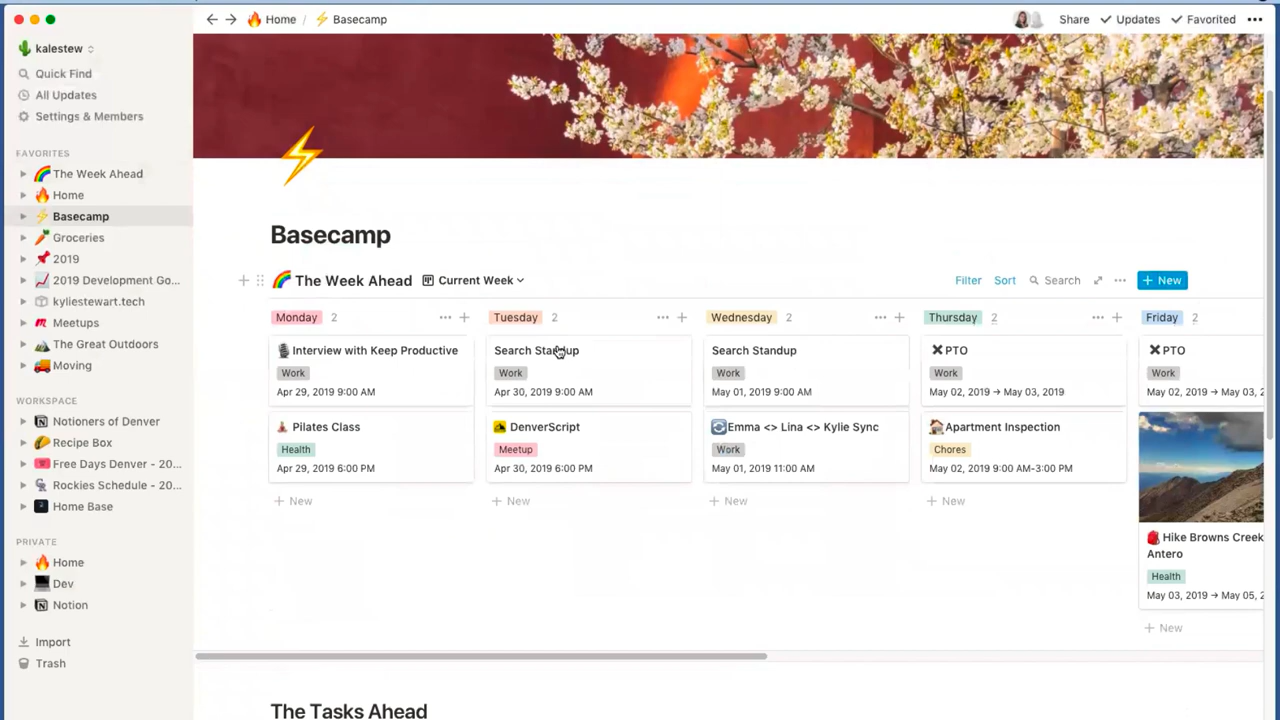 Home / Basecamp
Share Updates Favorited
kalestew
Quick Find
All Updates
Settings & Members
FAVORITES
The Week Ahead
Home
Basecamp
Groceries
2019
2019 Development Go...
kyliestewart.tech
Meetups
The Great Outdoors
Moving
WORKSPACE
Notioners of Denver
Recipe Box
Free Days Denver - 20...
Rockies Schedule - 20...
Home Base
PRIVATE
Home
Dev
Notion
Import
Trash
Basecamp
The Week Ahead Current Week Filter Sort Search + New
Monday 2
Interview with Keep Productive
Work
Apr 29, 2019 9:00 AM
Pilates Class
Health
Apr 29, 2019 6:00 PM
+ New
Tuesday 2
Search Standup
Work
Apr 30, 2019 9:00 AM
DenverScript
Meetup
Apr 30, 2019 6:00 PM
+ New
Wednesday 2
Search Standup
Work
May 01, 2019 9:00 AM
Emma <> Lina <> Kylie Sync
Work
May 01, 2019 11:00 AM
+ New
Thursday 2
PTO
Work
May 02, 2019 → May 03, 2019
Apartment Inspection
Chores
May 02, 2019 9:00 AM-3:00 PM
+ New
Friday 2
PTO
Work
May 02, 2019 → May 03, 2
Hike Browns Creek
Antero
Health
May 03, 2019 → May 05, 2
+ New
The Tasks Ahead